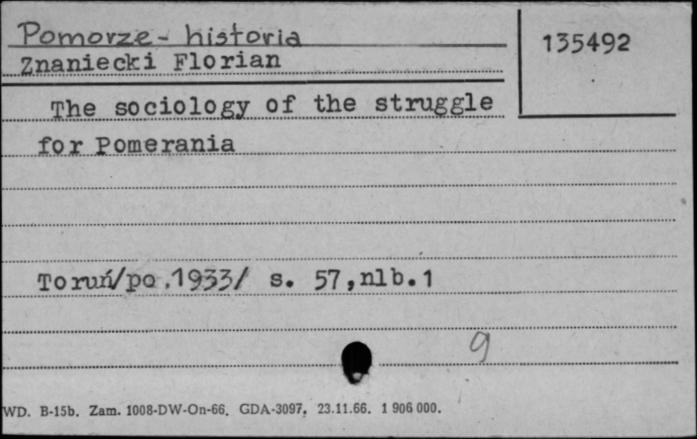 Pomorze - historia
135492
Znaniecki Florian
The sociology of the struggle
for Pomerania
Toruń/po.1933/ s. 57,nlb.1
9
WD. B-15b. Zam. 1008-DW-On-66. GDA-3097. 23.11.66. 1 906 000.